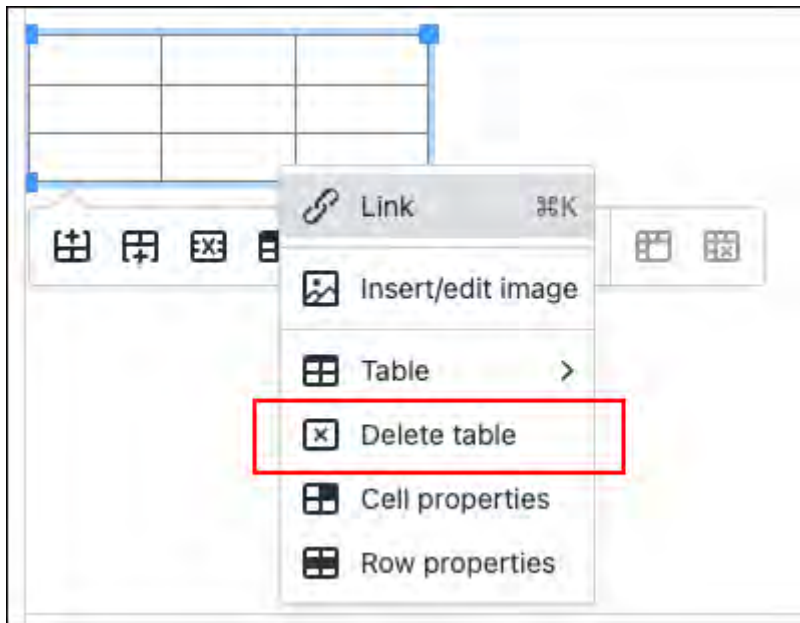 Link ⌘K
Insert/edit image
Table
Delete table
Cell properties
Row properties